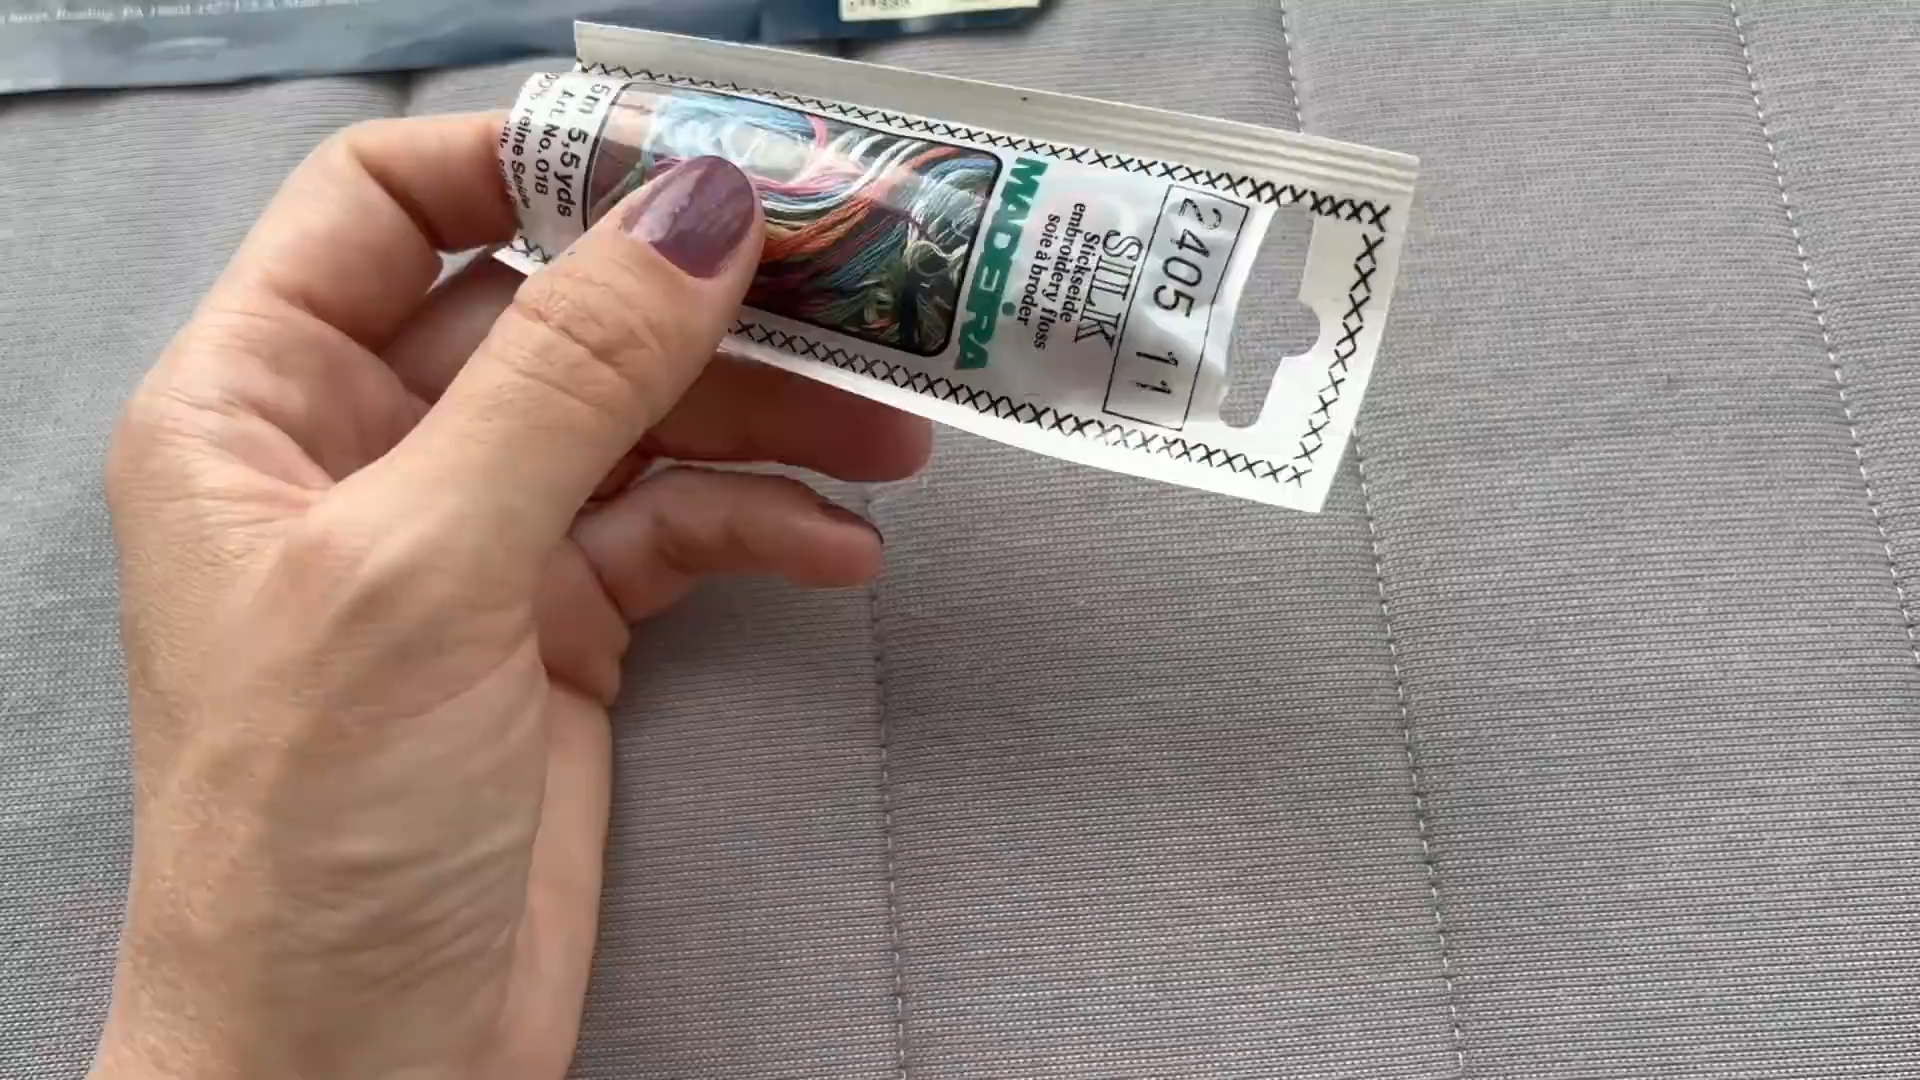 2405 11
SILK
Stickseide
embroidery floss
soie à broder
MADEIRA
5m 5,5 yds
Art. No. 018
reine Seide